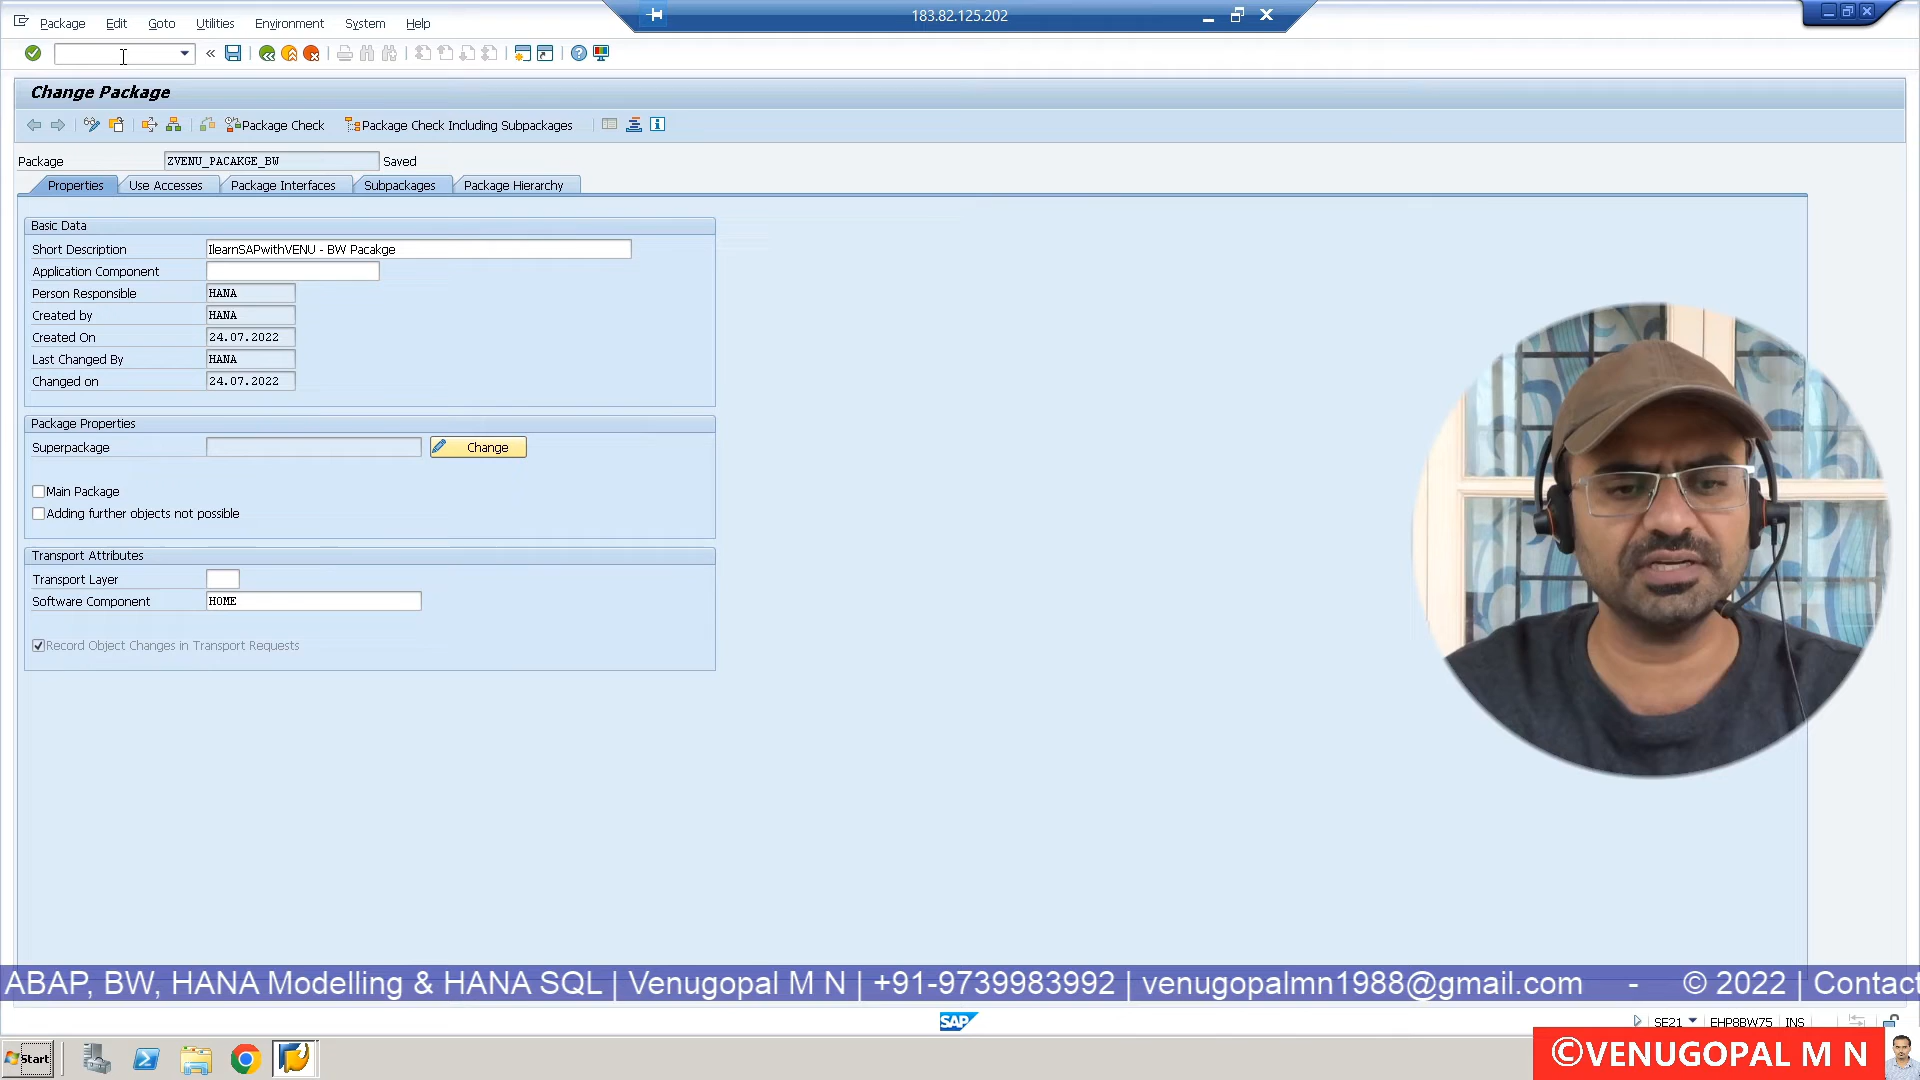 Package Edit Goto Utilities Environment System Help
183.82.125.202
Change Package
Package Check
Package Check Including Subpackages
Package ZVENU_PACAKGE_BW Saved
Properties Use Accesses Package Interfaces Subpackages Package Hierarchy
Basic Data
Short Description IlearnSAPwithVENU - BW Pacakge
Application Component
Person Responsible HANA
Created by HANA
Created On 24.07.2022
Last Changed By HANA
Changed on 24.07.2022
Package Properties
Superpackage Change
Main Package
Adding further objects not possible
Transport Attributes
Transport Layer
Software Component HOME
Record Object Changes in Transport Requests
ABAP, BW, HANA Modelling & HANA SQL | Venugopal M N | +91-9739983992 | venugopalmn1988@gmail.com - © 2022 | Contact
SAP
SE21 EHP8BW75 INS
Start
©VENUGOPAL M N